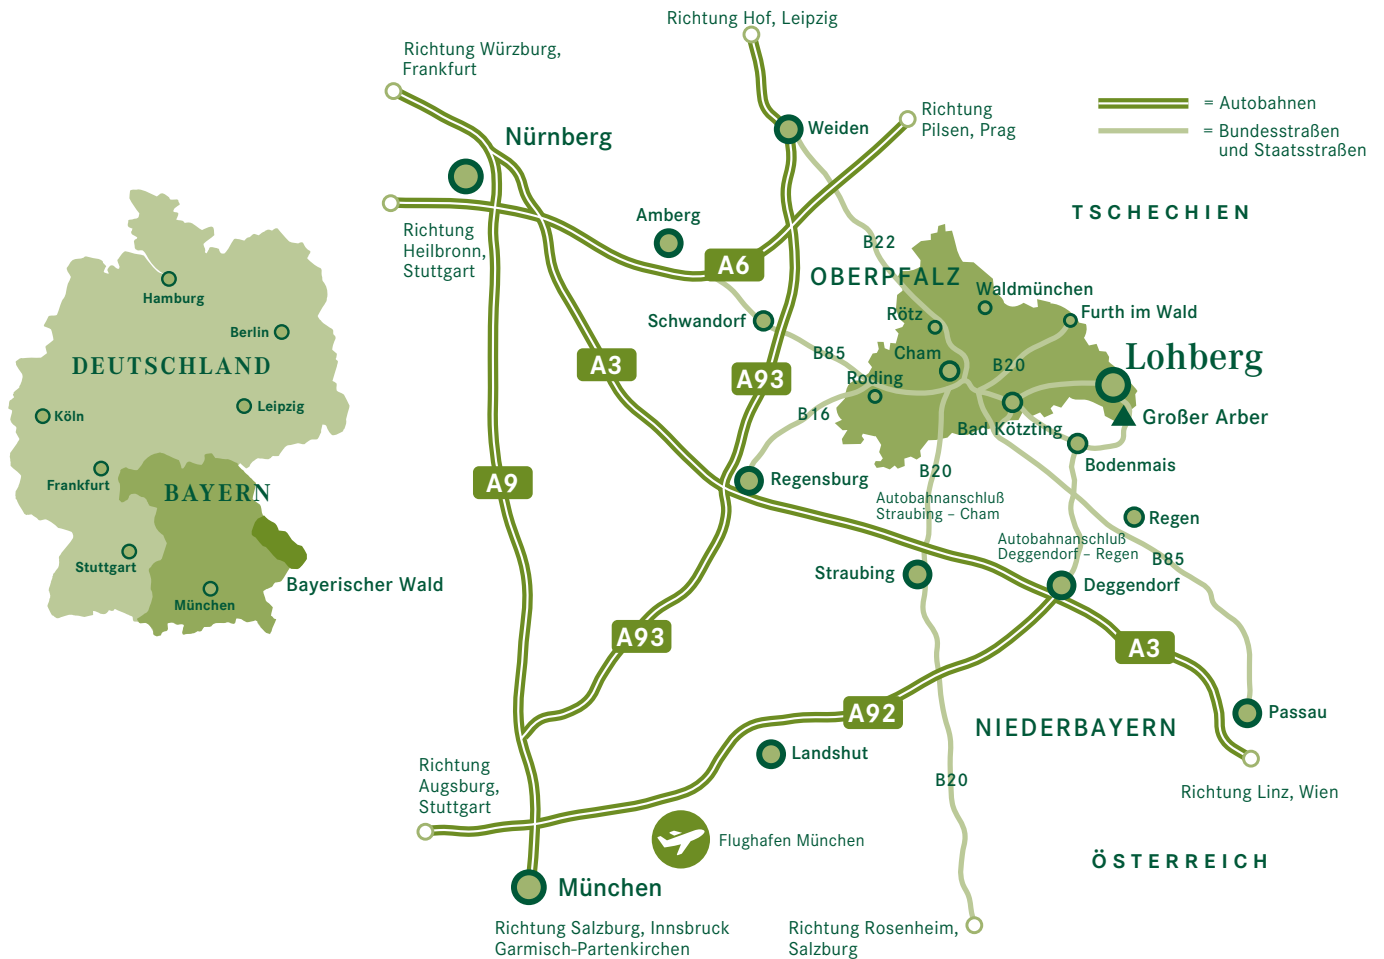 Richtung Hof, Leipzig
Richtung Würzburg,
Frankfurt
Nürnberg
Weiden
Richtung
Pilsen, Prag
= Autobahnen
= Bundesstraßen
und Staatsstraßen
TSCHECHIEN
Amberg
Richtung
Heilbronn,
Stuttgart
A6
B22
OBERPFALZ
Waldmünchen
Furth im Wald
Rötz
Schwandorf
B85
Cham
B20
Lohberg
Roding
A3
A93
B16
Großer Arber
Bad Kötzting
Bodenmais
Regensburg
B20
A9
Autobahnanschluß
Straubing – Cham
Regen
Autobahnanschluß
Deggendorf – Regen
B85
Straubing
Deggendorf
A93
A3
A92
Passau
NIEDERBAYERN
Landshut
Richtung
Augsburg,
Stuttgart
B20
Richtung Linz, Wien
Flughafen München
ÖSTERREICH
München
Richtung Salzburg, Innsbruck
Garmisch-Partenkirchen
Richtung Rosenheim,
Salzburg
Hamburg
Berlin
DEUTSCHLAND
Köln
Leipzig
Frankfurt
BAYERN
Stuttgart
Bayerischer Wald
München